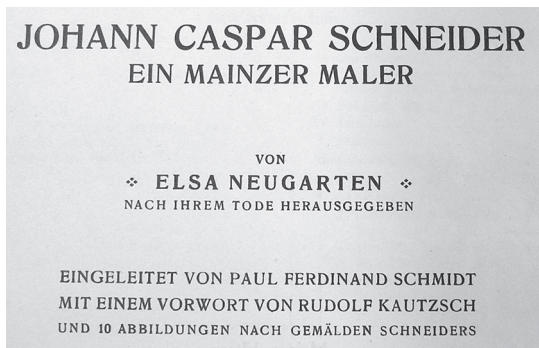 JOHANN CASPAR SCHNEIDER
EIN MAINZER MALER
VON
ELSA NEUGARTEN
NACH IHREM TODE HERAUSGEGEBEN
EINGELEITET VON PAUL FERDINAND SCHMIDT
MIT EINEM VORWORT VON RUDOLF KAUTZSCH
UND 10 ABBILDUNGEN NACH GEMÄLDEN SCHNEIDERS